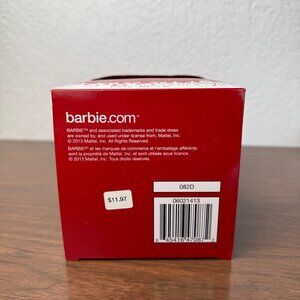 barbie.com™
BARBIE™ and associated trademarks and trade dress
are owned by, and used under license from, Mattel, Inc.
© 2013 Mattel, Inc. All Rights Reserved.
BARBIE™ et les marques de commerce et l'emballage afférents
sont la propriété de Mattel, Inc. et sont utilisés sous licence.
© 2013 Mattel, Inc. Tous droits réservés.
082D
$11.97
06021413